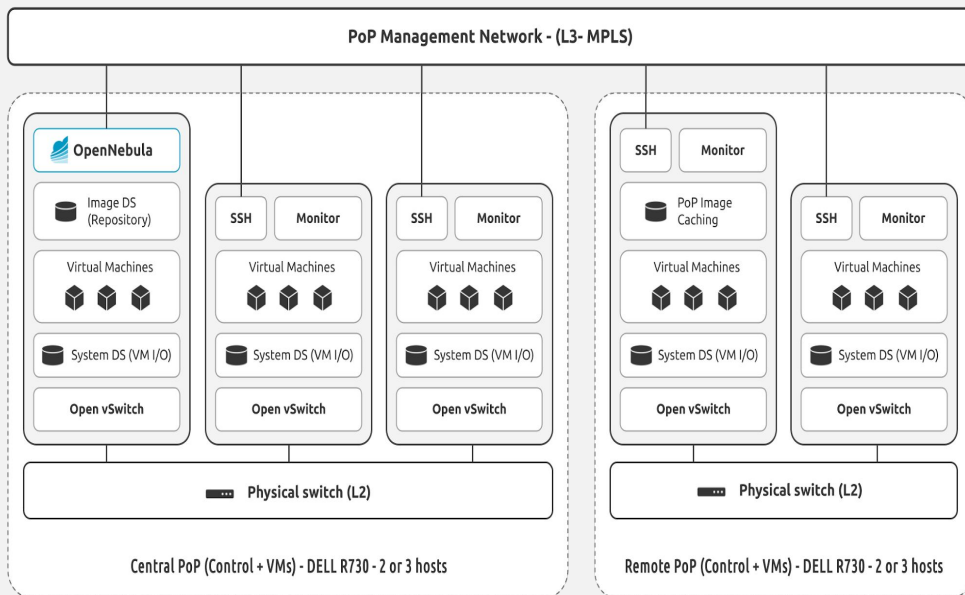 PoP Management Network - (L3- MPLS)
OpenNebula
Image DS
(Repository)
Virtual Machines
System DS (VM I/O)
Open vSwitch
SSH
Monitor
Virtual Machines
System DS (VM I/O)
Open vSwitch
SSH
Monitor
Virtual Machines
System DS (VM I/O)
Open vSwitch
Physical switch (L2)
Central PoP (Control + VMs) - DELL R730 - 2 or 3 hosts
SSH
Monitor
PoP Image
Caching
Virtual Machines
System DS (VM I/O)
Open vSwitch
SSH
Monitor
Virtual Machines
System DS (VM I/O)
Open vSwitch
Physical switch (L2)
Remote PoP (Control + VMs) - DELL R730 - 2 or 3 hosts